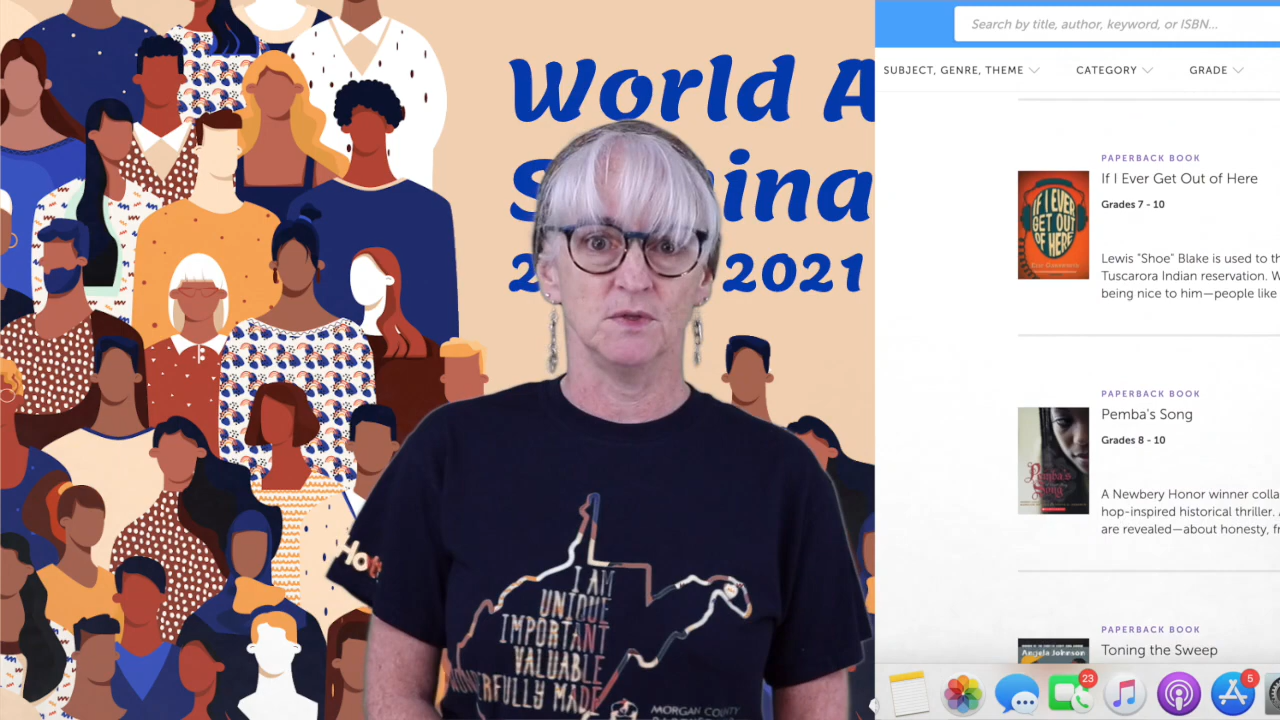 World A
S ina
2 2021
Hot
I AM
UNIQUE
IMPORTANT
VALUABLE
MADE
MORGAN COUNTY
Search by title, author, keyword, or ISBN...
SUBJECT, GENRE, THEME
CATEGORY
GRADE
PAPERBACK BOOK
If I Ever Get Out of Here
Grades 7 - 10
IF I EVER
GET OUT
OF HERE
Lewis "Shoe" Blake is used to th
Tuscarora Indian reservation. W
being nice to him—people like
PAPERBACK BOOK
Pemba's Song
Grades 8 - 10
Pemba's
Song
A Newbery Honor winner colla
hop-inspired historical thriller.
are revealed—about honesty, fr
PAPERBACK BOOK
Toning the Sweep
Angela Johnson
23
5